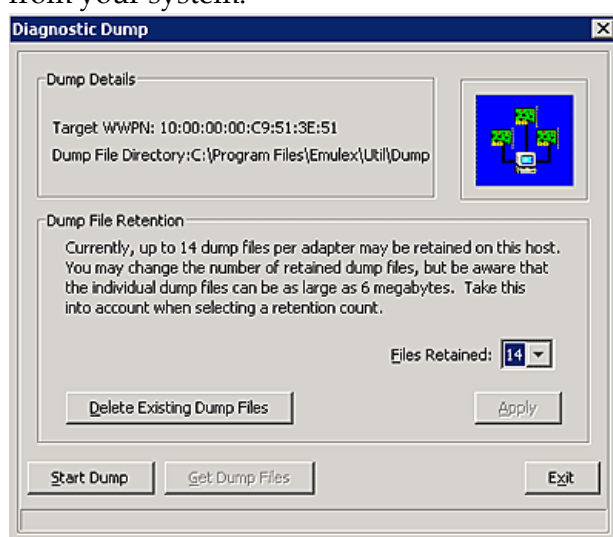 from your system.
Diagnostic Dump
Dump Details
Target WWPN: 10:00:00:00:C9:51:3E:51
Dump File Directory:C:\Program Files\Emulex\Util\Dump
Dump File Retention
Currently, up to 14 dump files per adapter may be retained on this host.
You may change the number of retained dump files, but be aware that
the individual dump files can be as large as 6 megabytes. Take this
into account when selecting a retention count.
Files Retained: 14
Delete Existing Dump Files
Apply
Start Dump
Get Dump Files
Exit